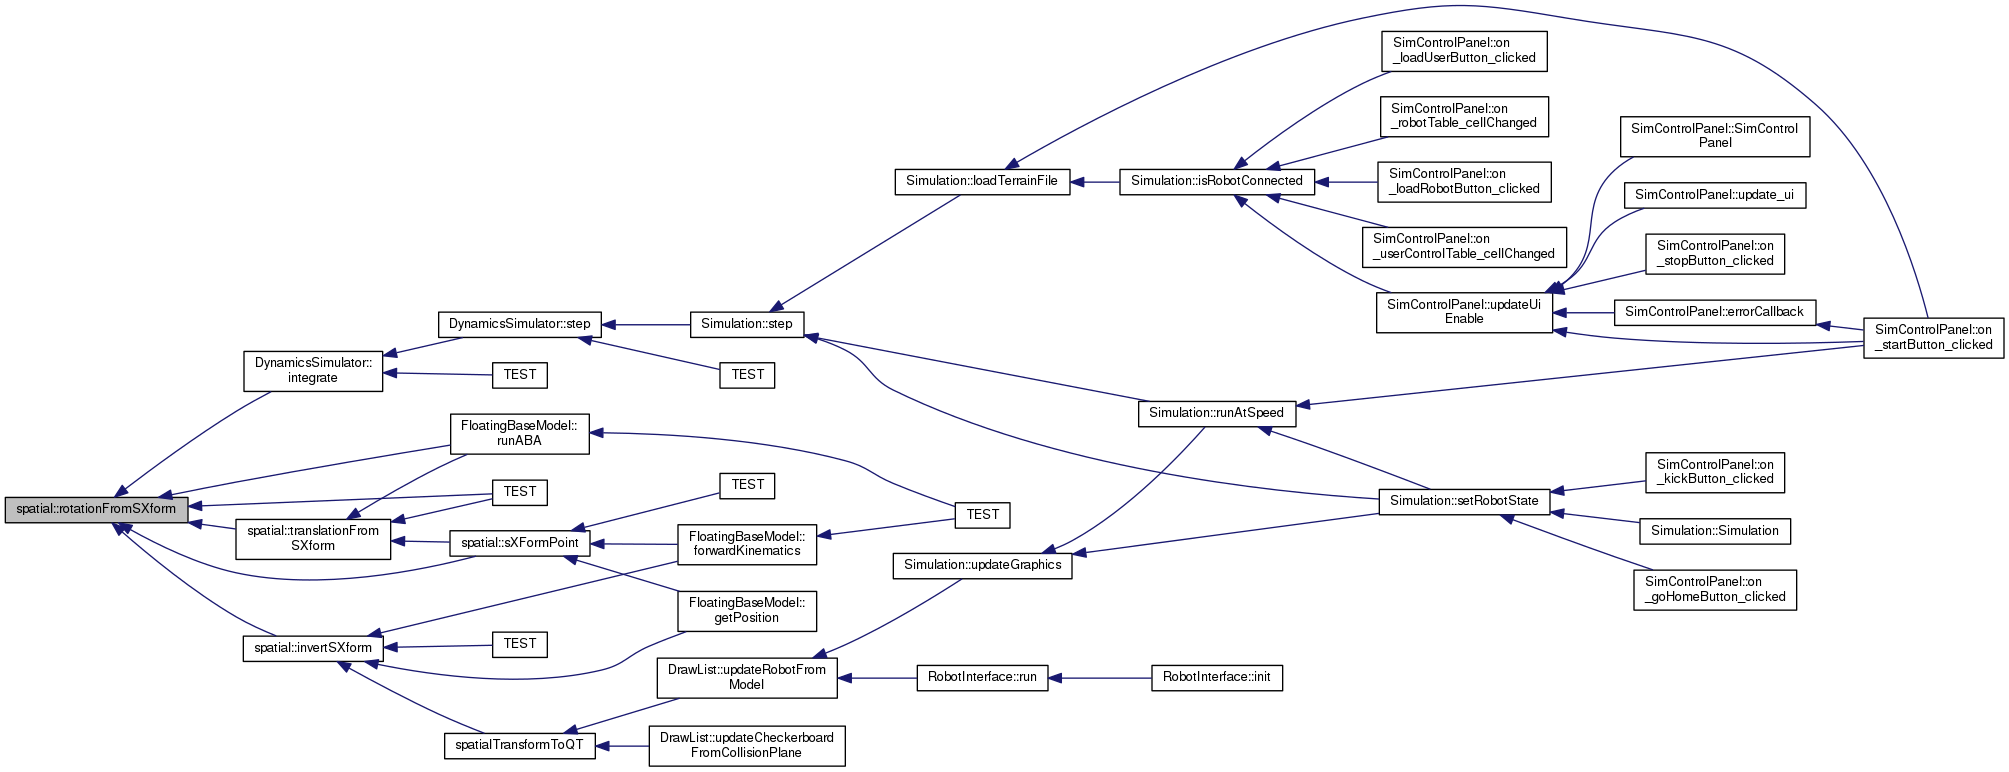 SimControlPanel::on
_loadUserButton_clicked
SimControlPanel::on
_robotTable_cellChanged
SimControlPanel::SimControl
Panel
Simulation::loadTerrainFile
Simulation::isRobotConnected
SimControlPanel::on
_loadRobotButton_clicked
SimControlPanel::update_ui
SimControlPanel::on
_userControlTable_cellChanged
SimControlPanel::on
_stopButton_clicked
SimControlPanel::updateUi
Enable
SimControlPanel::errorCallback
SimControlPanel::on
_startButton_clicked
DynamicsSimulator::step
Simulation::step
DynamicsSimulator::
integrate
TEST
TEST
Simulation::runAtSpeed
FloatingBaseModel::
runABA
SimControlPanel::on
_kickButton_clicked
TEST
TEST
spatial::rotationFromSXform
Simulation::setRobotState
TEST
spatial::translationFrom
SXform
spatial::sXFormPoint
FloatingBaseModel::
forwardKinematics
Simulation::Simulation
Simulation::updateGraphics
SimControlPanel::on
_goHomeButton_clicked
FloatingBaseModel::
getPosition
spatial::invertSXform
TEST
DrawList::updateRobotFrom
Model
RobotInterface::run
RobotInterface::init
spatialTransformToQT
DrawList::updateCheckerboard
FromCollisionPlane